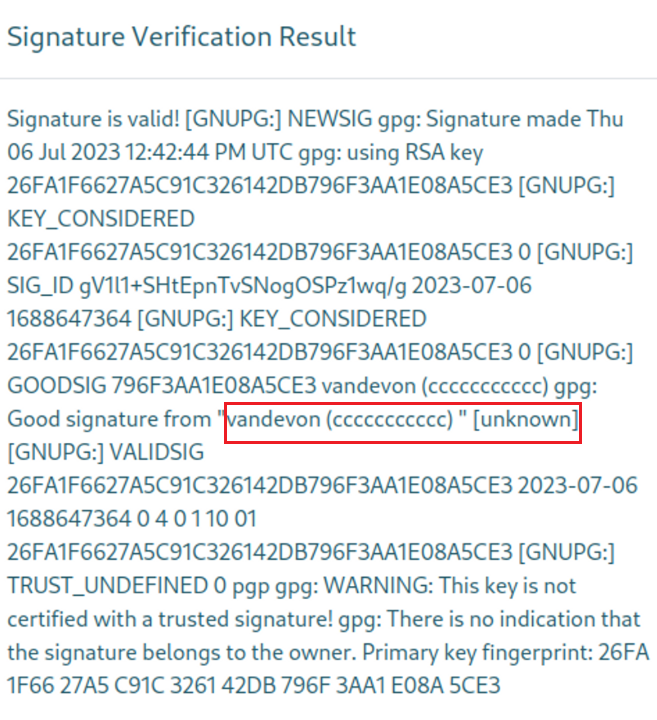 Signature Verification Result
Signature is valid! [GNUPG:] NEWSIG gpg: Signature made Thu
06 Jul 2023 12:42:44 PM UTC gpg: using RSA key
26FA1F6627A5C91C326142DB796F3AA1E08A5CE3 [GNUPG:]
KEY_CONSIDERED
26FA1F6627A5C91C326142DB796F3AA1E08A5CE3 0 [GNUPG:]
SIG_ID gV1l1+SHtEpnTvSNogOSPz1wq/g 2023-07-06
1688647364 [GNUPG:] KEY_CONSIDERED
26FA1F6627A5C91C326142DB796F3AA1E08A5CE3 0 [GNUPG:]
GOODSIG 796F3AA1E08A5CE3 vandevon (ccccccccccc) gpg:
Good signature from "vandevon (ccccccccccc) " [unknown]
[GNUPG:] VALIDSIG
26FA1F6627A5C91C326142DB796F3AA1E08A5CE3 2023-07-06
1688647364 0 4 0 1 10 01
26FA1F6627A5C91C326142DB796F3AA1E08A5CE3 [GNUPG:]
TRUST_UNDEFINED 0 pgp gpg: WARNING: This key is not
certified with a trusted signature! gpg: There is no indication that
the signature belongs to the owner. Primary key fingerprint: 26FA
1F66 27A5 C91C 3261 42DB 796F 3AA1 E08A 5CE3